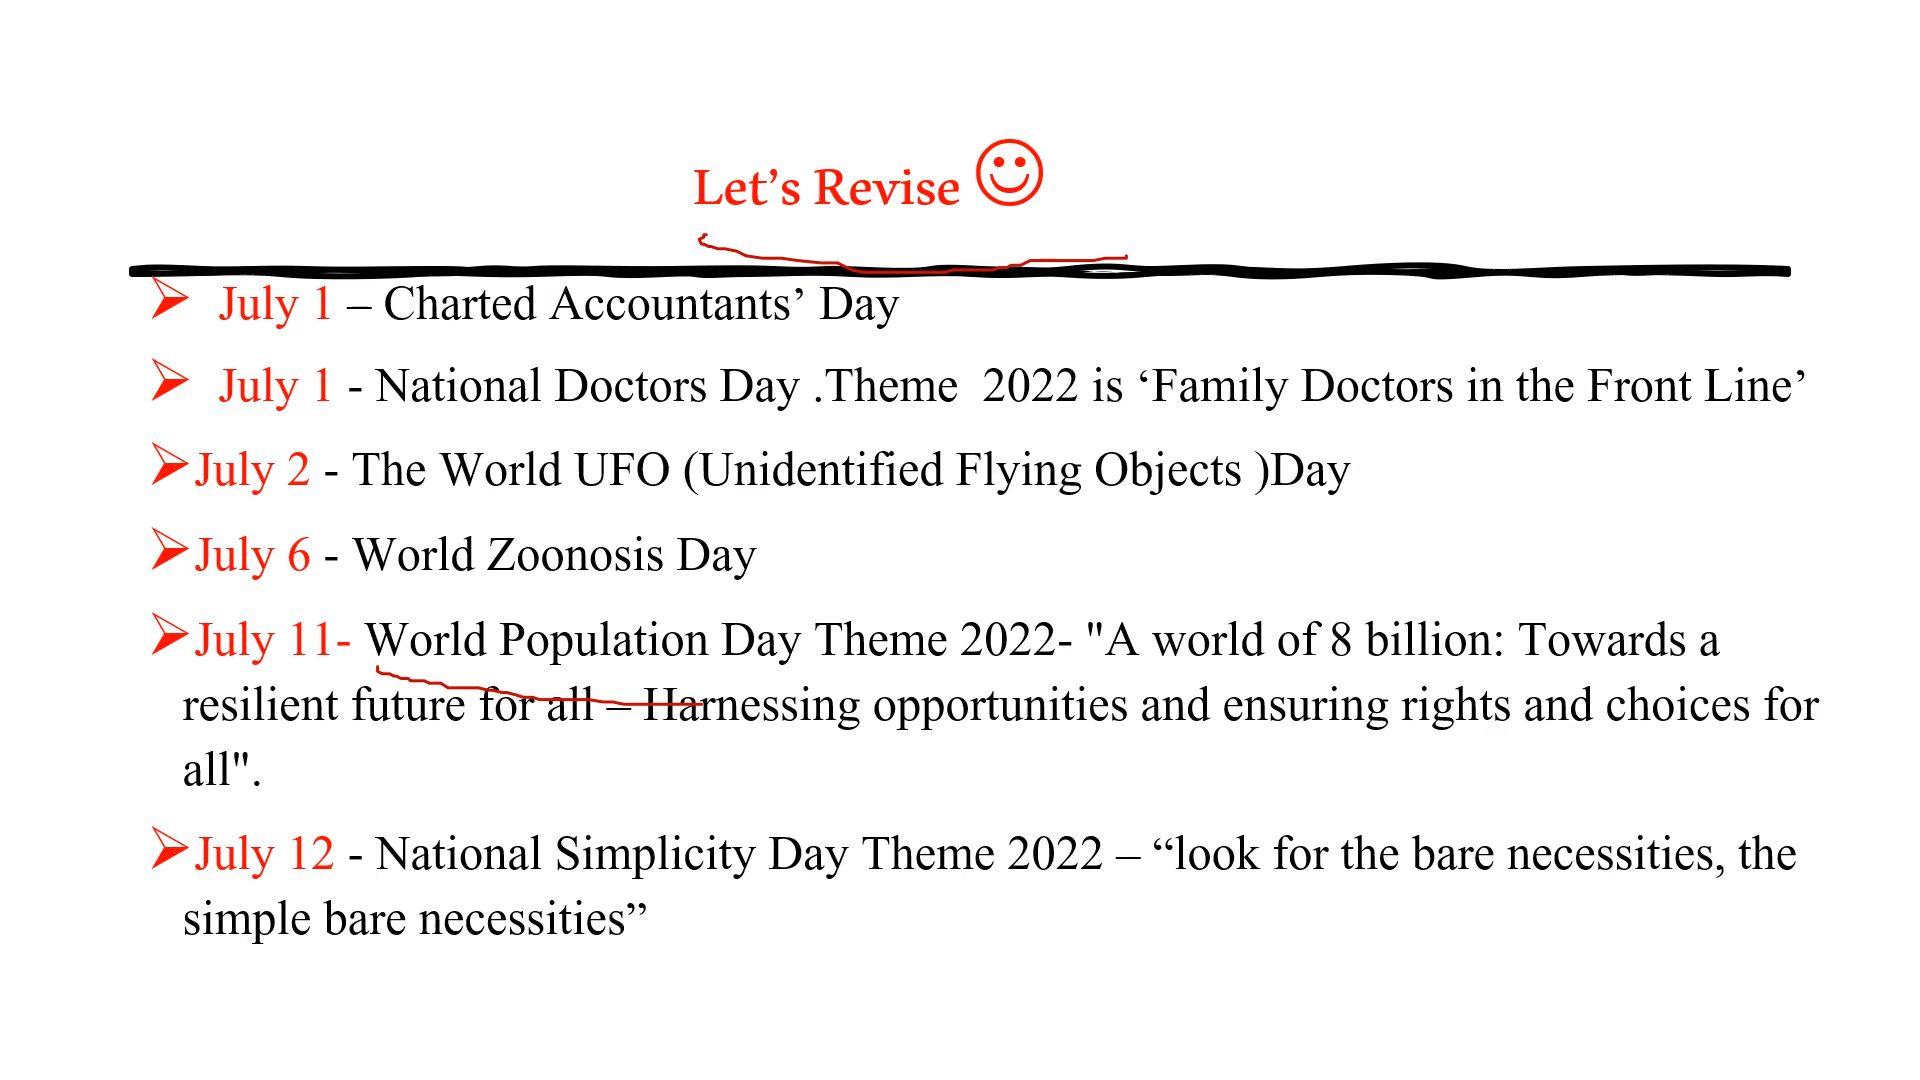 Let’s Revise
July 1 – Charted Accountants’ Day
July 1 - National Doctors Day .Theme 2022 is ‘Family Doctors in the Front Line’
July 2 - The World UFO (Unidentified Flying Objects )Day
July 6 - World Zoonosis Day
July 11- World Population Day Theme 2022- "A world of 8 billion: Towards a
resilient future for all – Harnessing opportunities and ensuring rights and choices for
all".
July 12 - National Simplicity Day Theme 2022 – “look for the bare necessities, the
simple bare necessities”